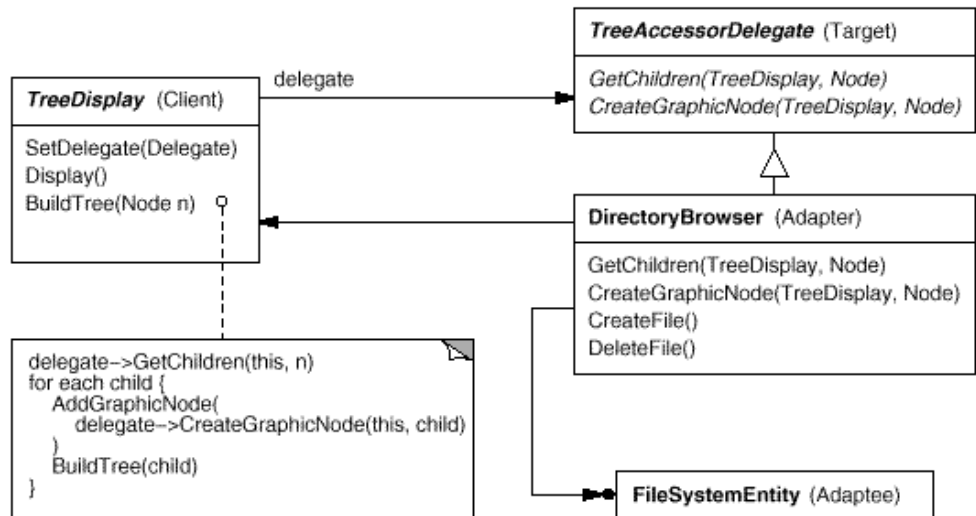 TreeAccessorDelegate (Target)
GetChildren(TreeDisplay, Node)
CreateGraphicNode(TreeDisplay, Node)
delegate
TreeDisplay (Client)
SetDelegate(Delegate)
Display()
BuildTree(Node n)
DirectoryBrowser (Adapter)
GetChildren(TreeDisplay, Node)
CreateGraphicNode(TreeDisplay, Node)
CreateFile()
DeleteFile()
delegate->GetChildren(this, n)
for each child {
AddGraphicNode(
delegate->CreateGraphicNode(this, child)
)
BuildTree(child)
}
FileSystemEntity (Adaptee)